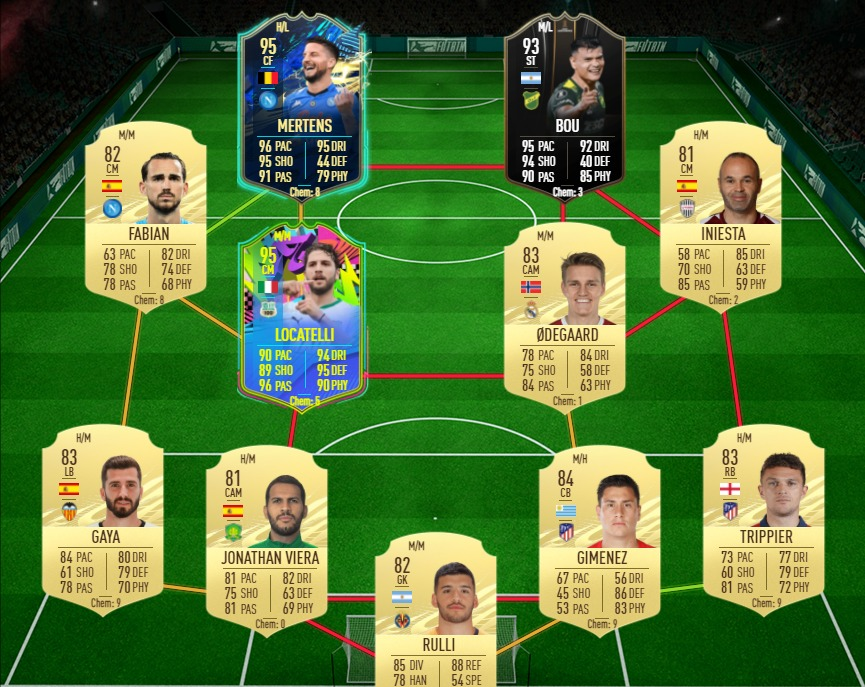 H/L
95
CF
MERTENS
96 PAC 95 DRI
95 SHO 44 DEF
91 PAS 79 PHY
Chem: 8
M/L
93
ST
BOU
95 PAC 92 DRI
94 SHO 40 DEF
90 PAS 85 PHY
Chem: 3
M/M
82
CM
FABIAN
63 PAC 82 DRI
78 SHO 74 DEF
78 PAS 68 PHY
Chem: 8
H/M
81
CM
INIESTA
58 PAC 85 DRI
70 SHO 63 DEF
85 PAS 59 PHY
Chem: 2
M/M
95
CM
LOCATELLI
90 PAC 94 DRI
89 SHO 95 DEF
96 PAS 90 PHY
Chem: 5
M/M
83
CAM
ØDEGAARD
78 PAC 84 DRI
75 SHO 58 DEF
84 PAS 63 PHY
Chem: 1
H/M
83
LB
GAYA
84 PAC 80 DRI
61 SHO 79 DEF
78 PAS 70 PHY
Chem: 9
H/M
81
CAM
JONATHAN VIERA
81 PAC 82 DRI
75 SHO 63 DEF
81 PAS 69 PHY
Chem: 0
M/H
84
CB
GIMENEZ
67 PAC 56 DRI
45 SHO 86 DEF
53 PAS 83 PHY
Chem: 9
H/M
83
RB
TRIPPIER
73 PAC 77 DRI
60 SHO 79 DEF
81 PAS 72 PHY
Chem: 9
M/M
82
GK
RULLI
85 DIV 88 REF
78 HAN 54 SPE